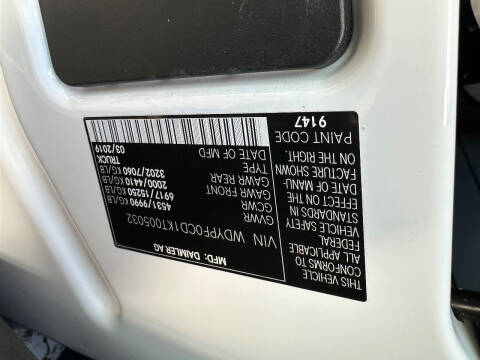 MFD: DAIMLER AG
VIN WDYPFOCD1KT005032
GVWR 4531/9990 KG/LB
GCWR 6917/15250 KG/LB
GAWR FRONT 2000/4410 KG/LB
GAWR REAR 3202/7060 KG/LB
TYPE TRUCK
DATE OF MFD 03/2019
THIS VEHICLE
CONFORMS TO
ALL APPLICABLE
FEDERAL
VEHICLE SAFETY
STANDARDS IN
EFFECT ON THE
DATE OF MANU-
FACTURE SHOWN
ON THE RIGHT.
PAINT CODE
9147